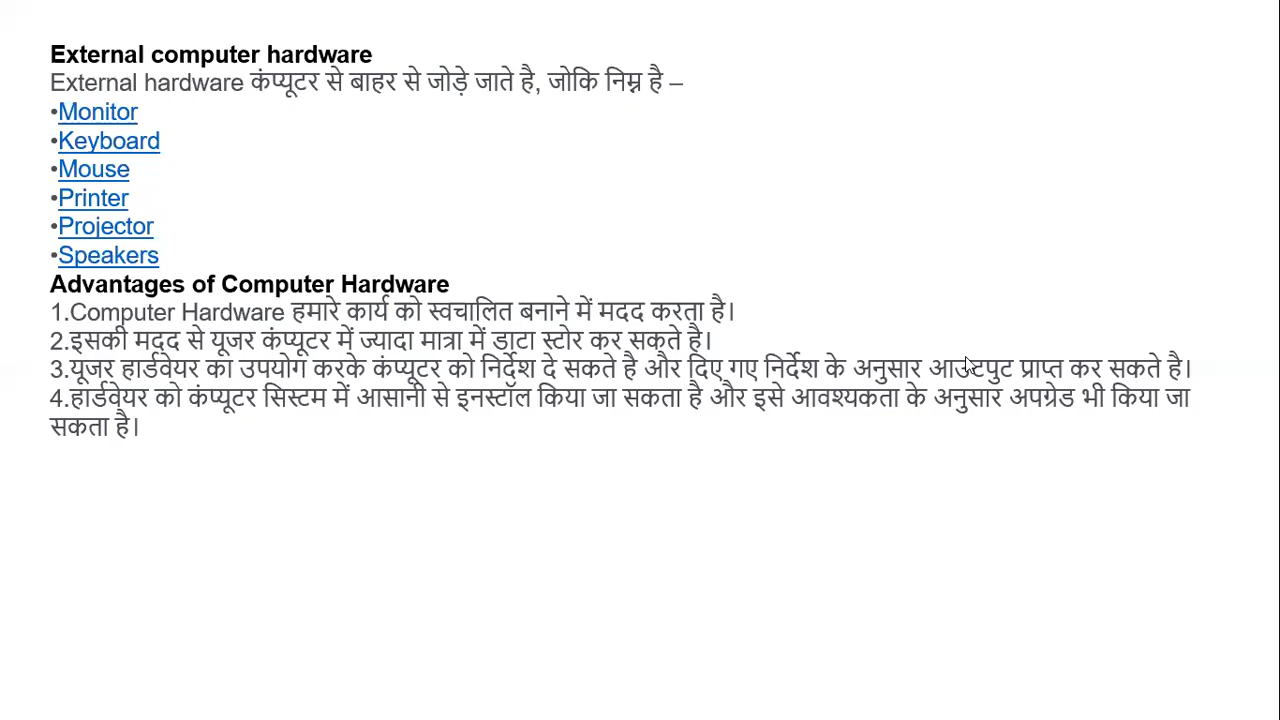 External computer hardware
External hardware कंप्यूटर से बाहर से जोड़े जाते है, जोकि निम्न है –
•Monitor
•Keyboard
•Mouse
•Printer
•Projector
•Speakers
Advantages of Computer Hardware
1.Computer Hardware हमारे कार्य को स्वचालित बनाने में मदद करता है।
2.इसकी मदद से यूजर कंप्यूटर में ज्यादा मात्रा में डाटा स्टोर कर सकते है।
3.यूजर हार्डवेयर का उपयोग करके कंप्यूटर को निर्देश दे सकते है और दिए गए निर्देश के अनुसार आउटपुट प्राप्त कर सकते है।
4.हार्डवेयर को कंप्यूटर सिस्टम में आसानी से इनस्टॉल किया जा सकता है और इसे आवश्यकता के अनुसार अपग्रेड भी किया जा
सकता है।